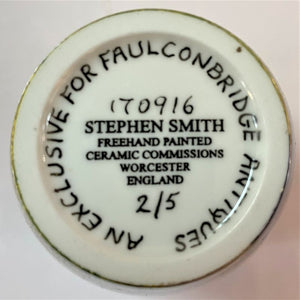 AN EXCLUSIVE FOR FAULCONBRIDGE ANTIQUES
170916
STEPHEN SMITH
FREEHAND PAINTED
CERAMIC COMMISSIONS
WORCESTER
ENGLAND
2/5